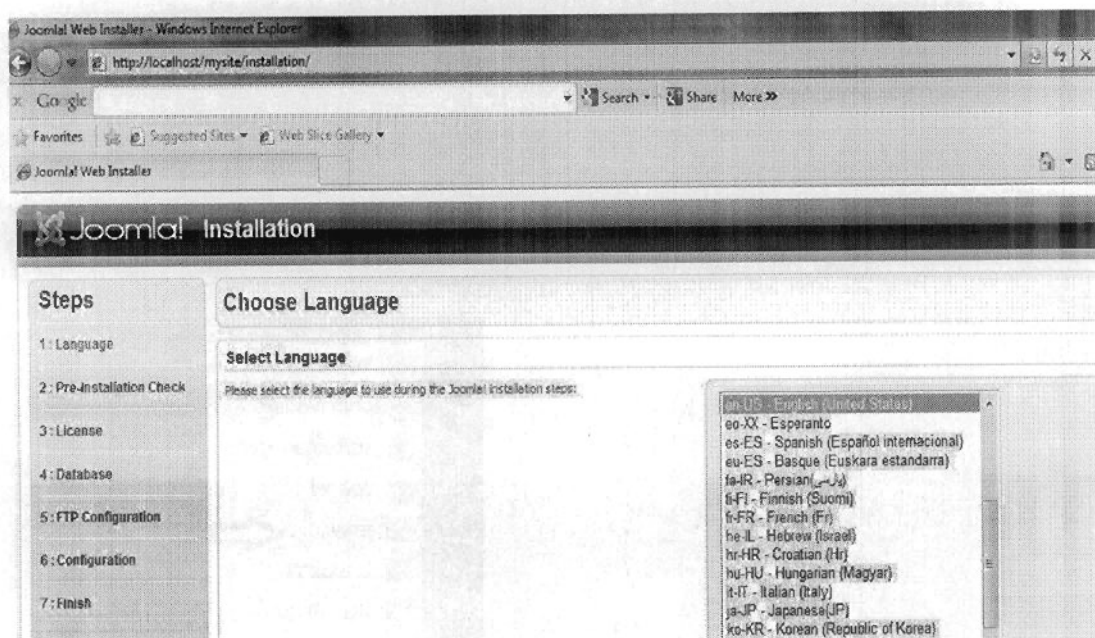 Joomla! Web Installer - Windows Internet Explorer
http://localhost/mysite/installation/
x Google Search Share More »
Favorites Suggested Sites Web Slice Gallery
Joomla! Web Installer
Joomla! Installation
Steps
Choose Language
1 : Language
Select Language
2 : Pre-installation Check
Please select the language to use during the Joomla! installation steps:
3 : License
4 : Database
5 : FTP Configuration
6 : Configuration
7 : Finish
en-US - English (United States)
eo-XX - Esperanto
es-ES - Spanish (Español internacional)
eu-ES - Basque (Euskara estandarra)
fa-IR - Persian(پارسی)
fi-FI - Finnish (Suomi)
fr-FR - French (Fr)
he-IL - Hebrew (Israel)
hr-HR - Croatian (Hr)
hu-HU - Hungarian (Magyar)
it-IT - Italian (Italy)
ja-JP - Japanese(JP)
ko-KR - Korean (Republic of Korea)